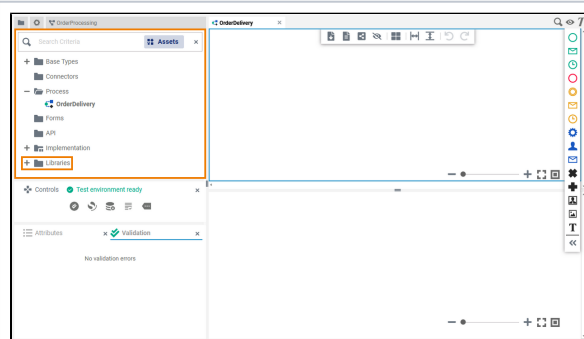 OrderProcessing
OrderDelivery ×
Search Criteria Assets ×
+ Base Types
Connectors
− Process
OrderDelivery
Forms
API
+ Implementation
+ Libraries
Controls Test environment ready ×
Attributes × Validation ×
No validation errors
T